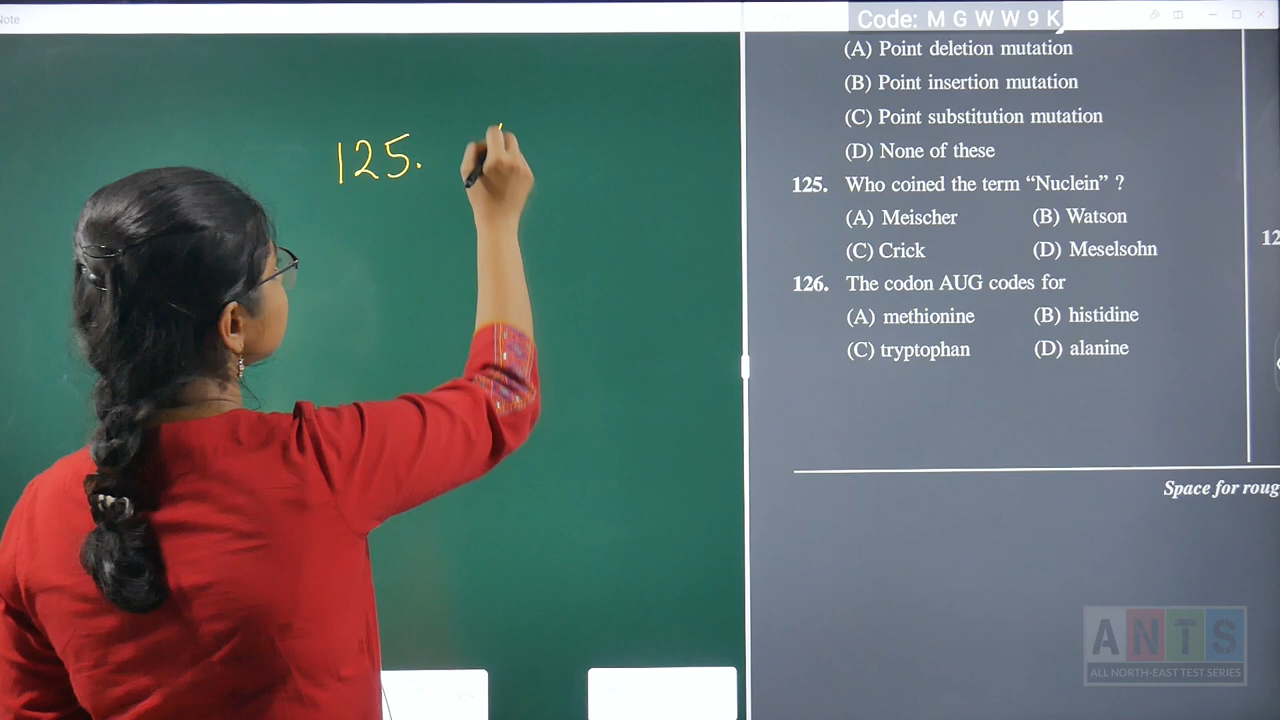 Note
Code: M G W W 9 K
(A) Point deletion mutation
(B) Point insertion mutation
(C) Point substitution mutation
(D) None of these
125.
125. Who coined the term “Nuclein” ?
(A) Meischer (B) Watson
(C) Crick (D) Meselsohn
126. The codon AUG codes for
(A) methionine (B) histidine
(C) tryptophan (D) alanine
12
Space for roug
ANTS
ALL NORTH-EAST TEST SERIES